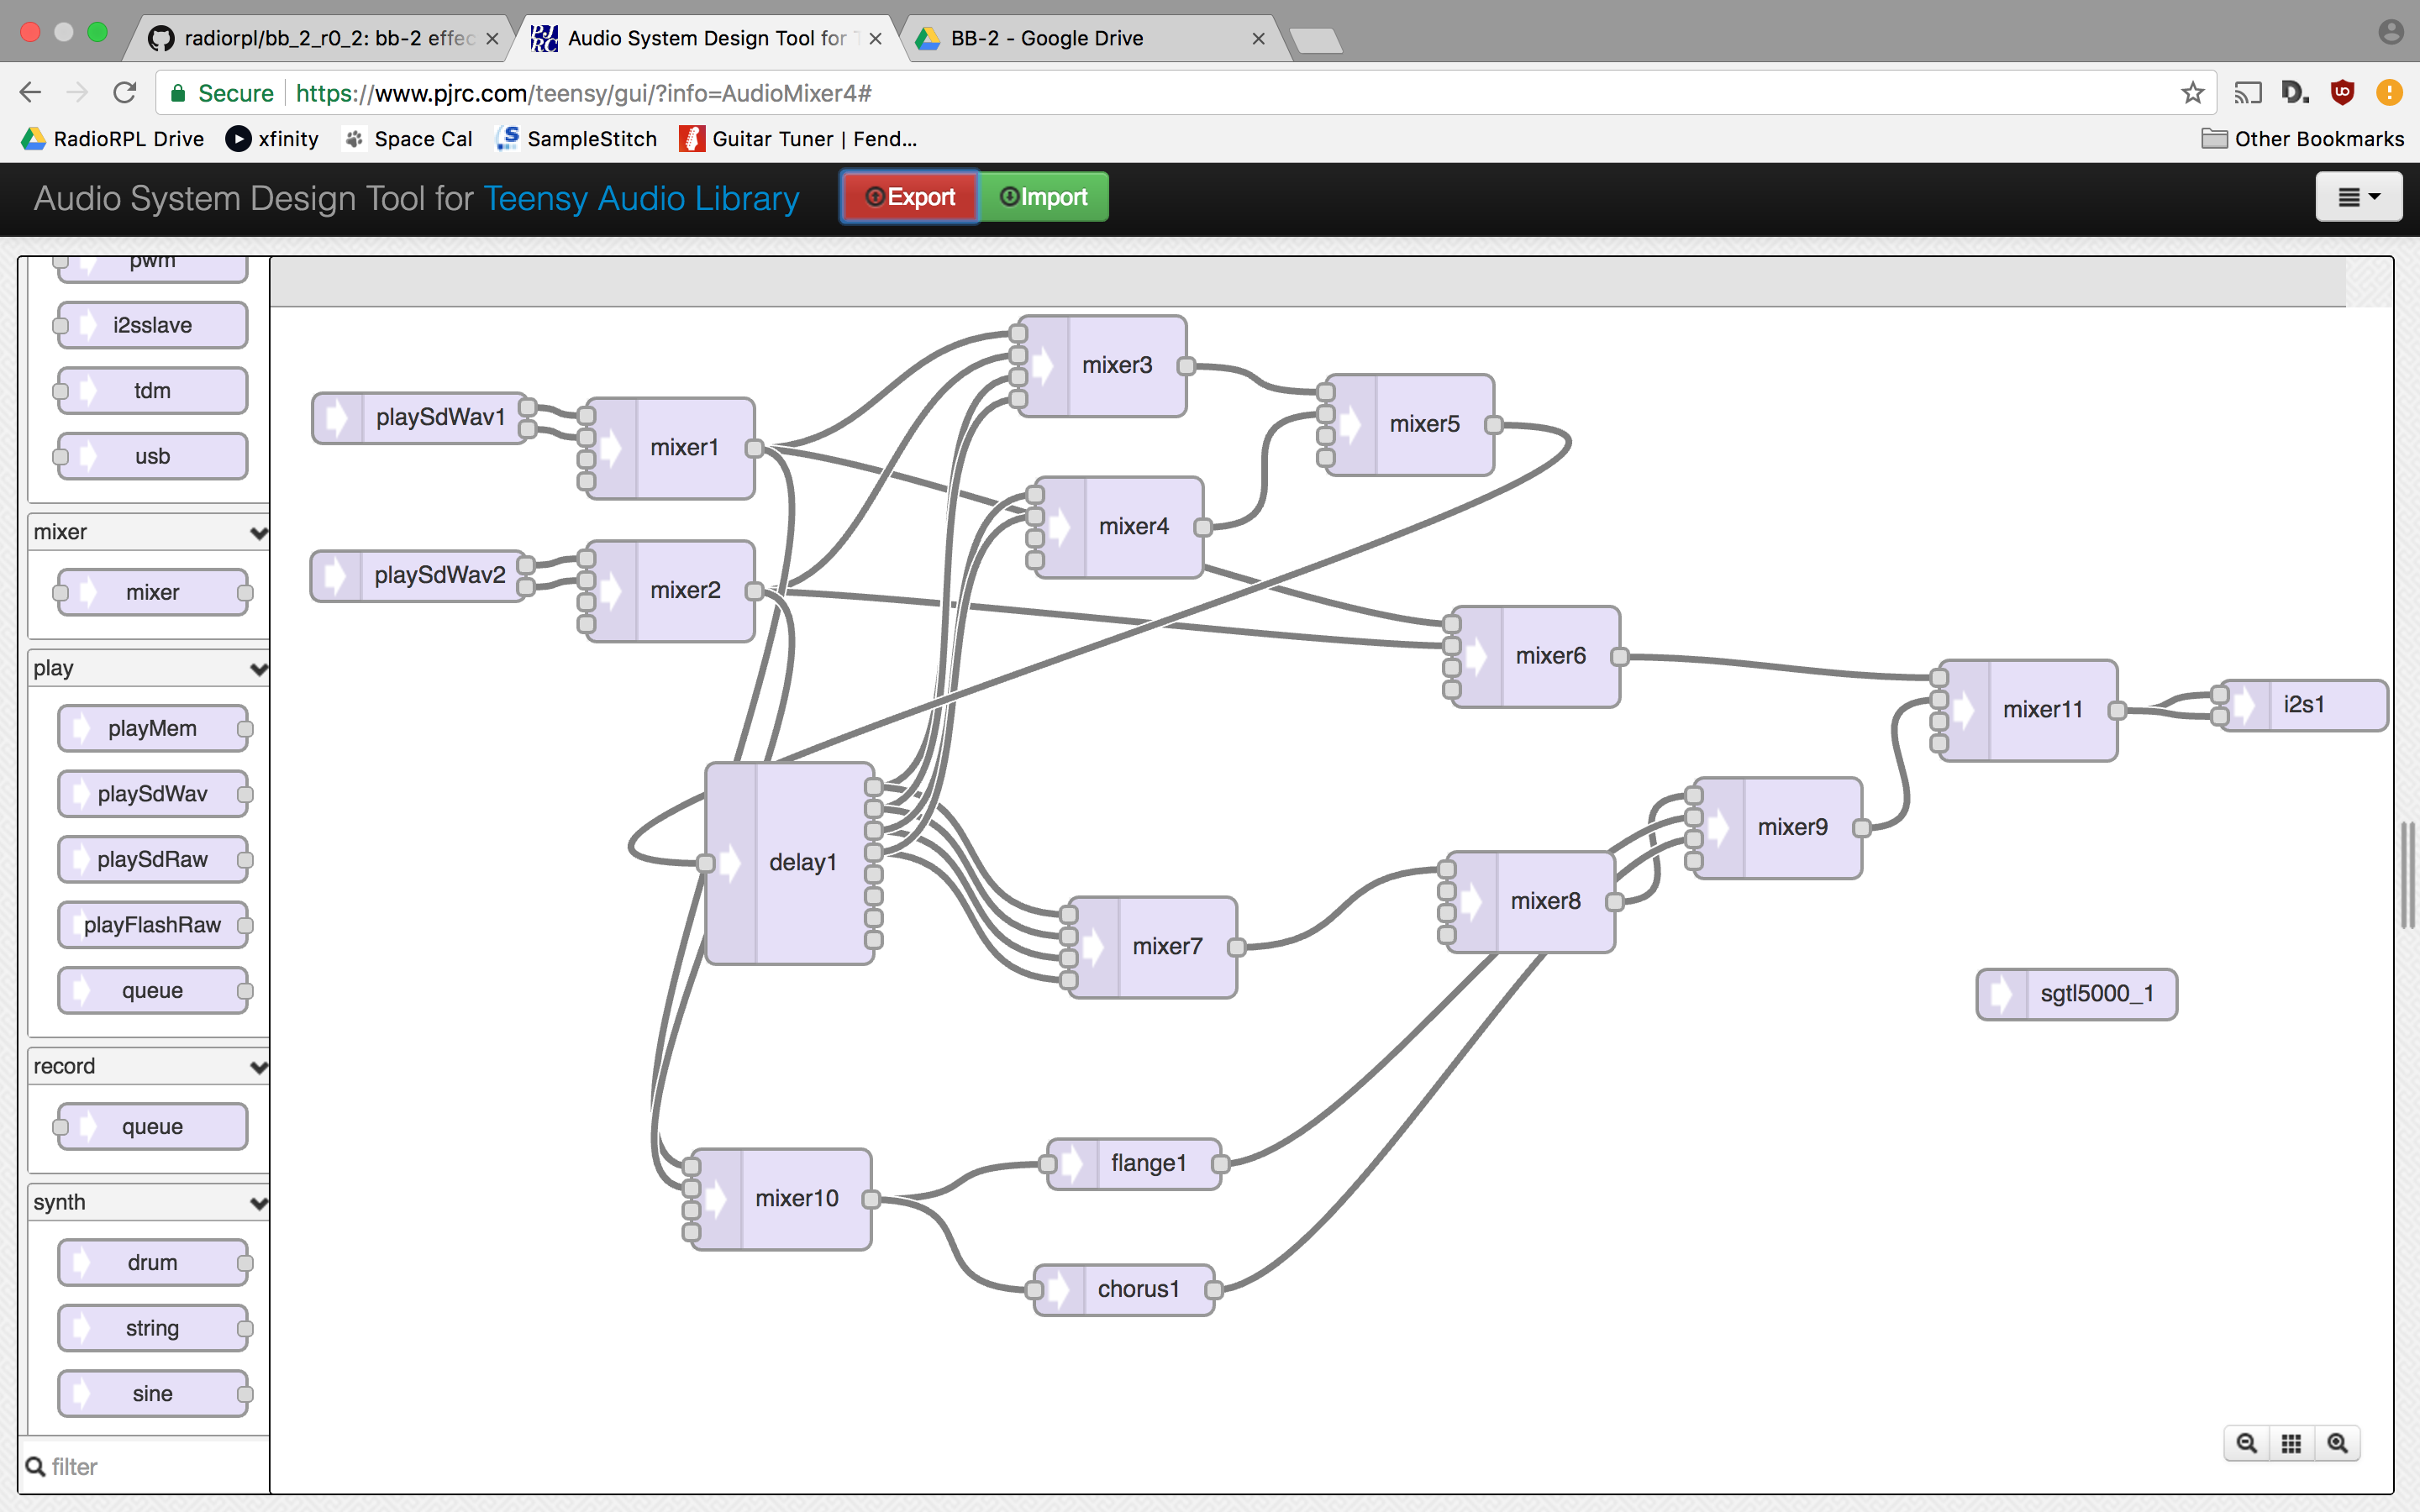 radiorpl/bb_2_r0_2: bb-2 effec
Audio System Design Tool for T
BB-2 - Google Drive
Secure
https://www.pjrc.com/teensy/gui/?info=AudioMixer4#
RadioRPL Drive
xfinity
Space Cal
SampleStitch
Guitar Tuner | Fend...
Other Bookmarks
Audio System Design Tool for Teensy Audio Library
Export
Import
pwm
i2sslave
tdm
usb
mixer
mixer
play
playMem
playSdWav
playSdRaw
playFlashRaw
queue
record
queue
synth
drum
string
sine
filter
playSdWav1
mixer1
playSdWav2
mixer2
mixer3
mixer4
mixer5
mixer6
mixer11
i2s1
delay1
mixer7
mixer8
mixer9
sgtl5000_1
mixer10
flange1
chorus1